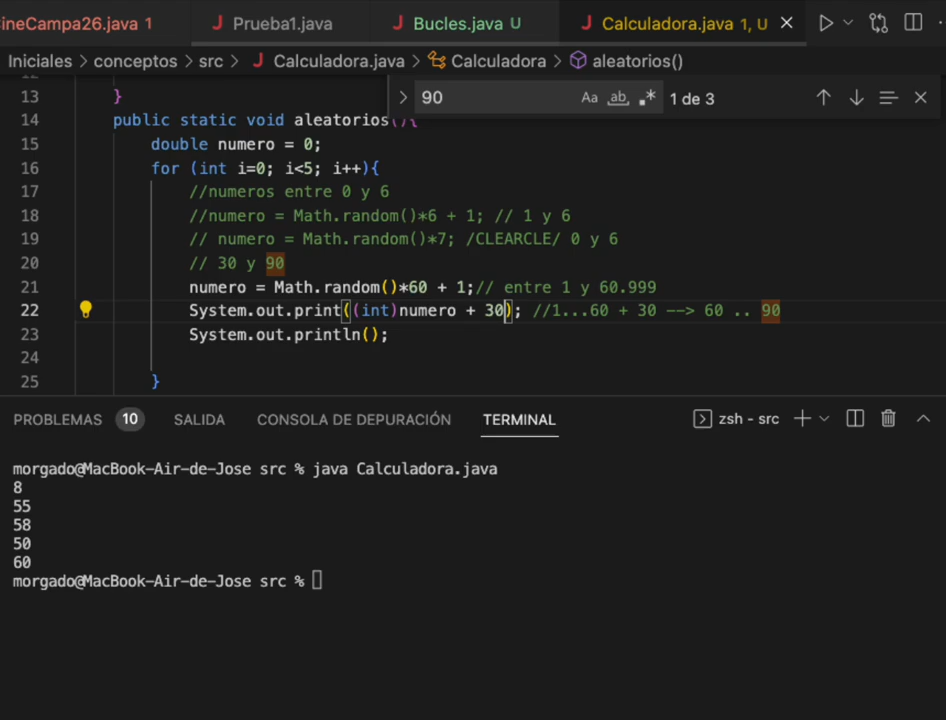 ineCampa26.java 1 Prueba1.java Bucles.java U Calculadora.java 1, U
Iniciales > conceptos > src > J Calculadora.java > Calculadora > aleatorios()
90 Aa ab .* 1 de 3
13 }
14 public static void aleatorios(){
15 double numero = 0;
16 for (int i=0; i<5; i++){
17 //numeros entre 0 y 6
18 //numero = Math.random()*6 + 1; // 1 y 6
19 // numero = Math.random()*7; /CLEARCLE/ 0 y 6
20 // 30 y 90
21 numero = Math.random()*60 + 1;// entre 1 y 60.999
22 System.out.print((int)numero + 30); //1...60 + 30 --> 60 .. 90
23 System.out.println();
24
25 }
PROBLEMAS 10 SALIDA CONSOLA DE DEPURACIÓN TERMINAL zsh - src
morgado@MacBook-Air-de-Jose src % java Calculadora.java
8
55
58
50
60
morgado@MacBook-Air-de-Jose src %